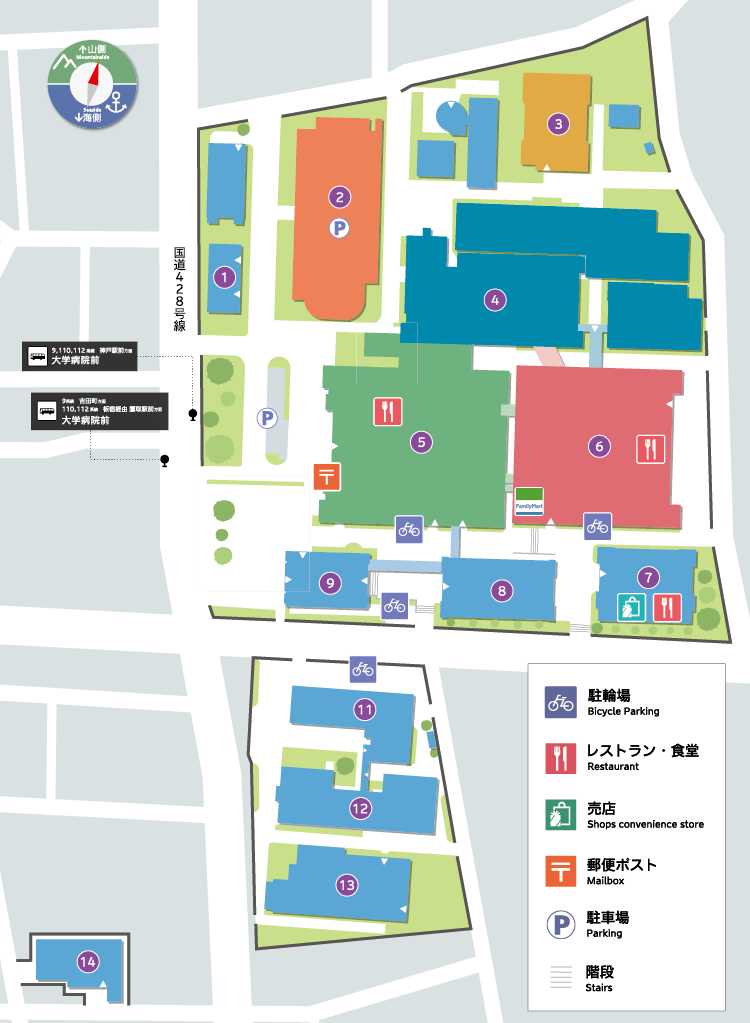 ↑山側
Mountainside
Seaside
↓海側
3
2
P
国道428号線
1
4
9,110,112系統 神戸駅前方面
大学病院前
9系統 吉田町方面
110,112系統 板宿経由 鷹取駅前方面
大学病院前
P
5
6
〒
FamilyMart
9
8
7
11
12
13
14
駐輪場
Bicycle Parking
レストラン・食堂
Restaurant
売店
Shops convenience store
〒
郵便ポスト
Mailbox
P
駐車場
Parking
階段
Stairs